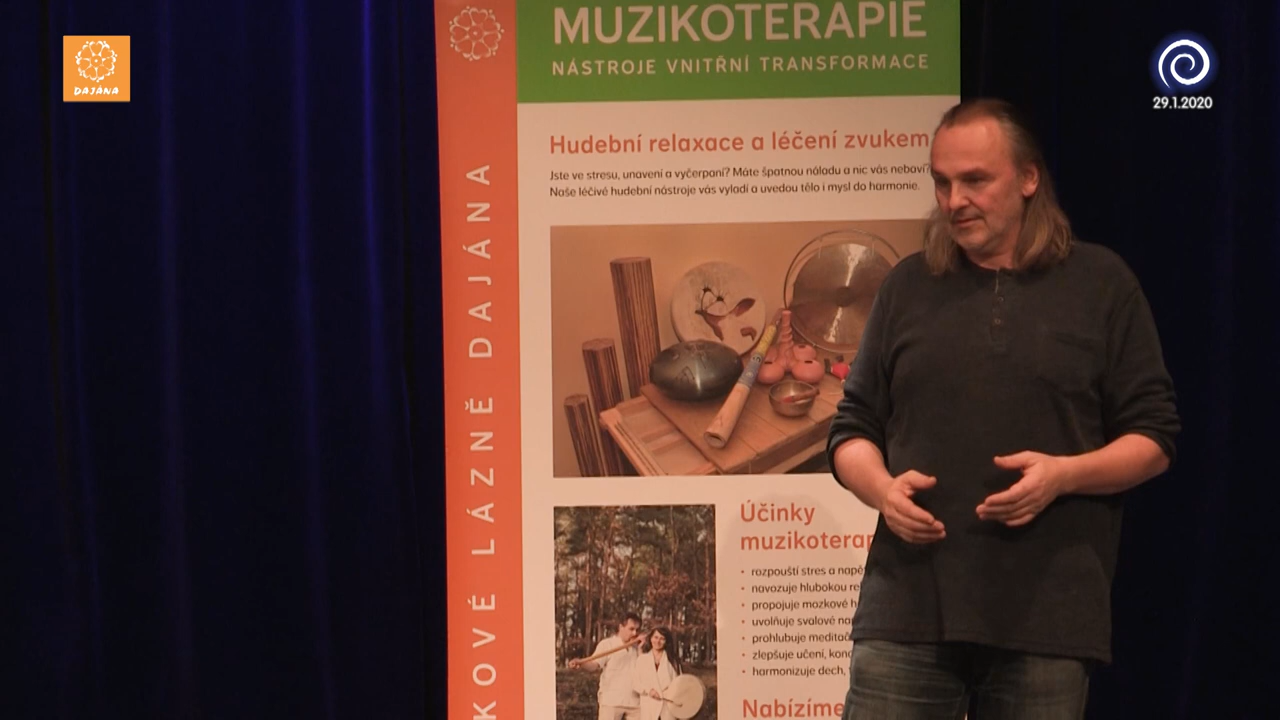 DAJÁNA
29.1.2020
MUZIKOTERAPIE
NÁSTROJE VNITŘNÍ TRANSFORMACE
KOVÉ LÁZNĚ DAJÁNA
Hudební relaxace a léčení zvukem
Jste ve stresu, unavení a vyčerpaní? Máte špatnou náladu a nic vás nebaví?
Naše léčivé hudební nástroje vás vyladí a uvedou tělo i mysl do harmonie.
Účinky
muzikoterap
• rozpouští stres a napě
• navozuje hlubokou re
• propojuje mozkové h
• uvolňuje svalové nap
• prohlubuje meditač
• zlepšuje učení, konc
• harmonizuje dech,
Nabízíme